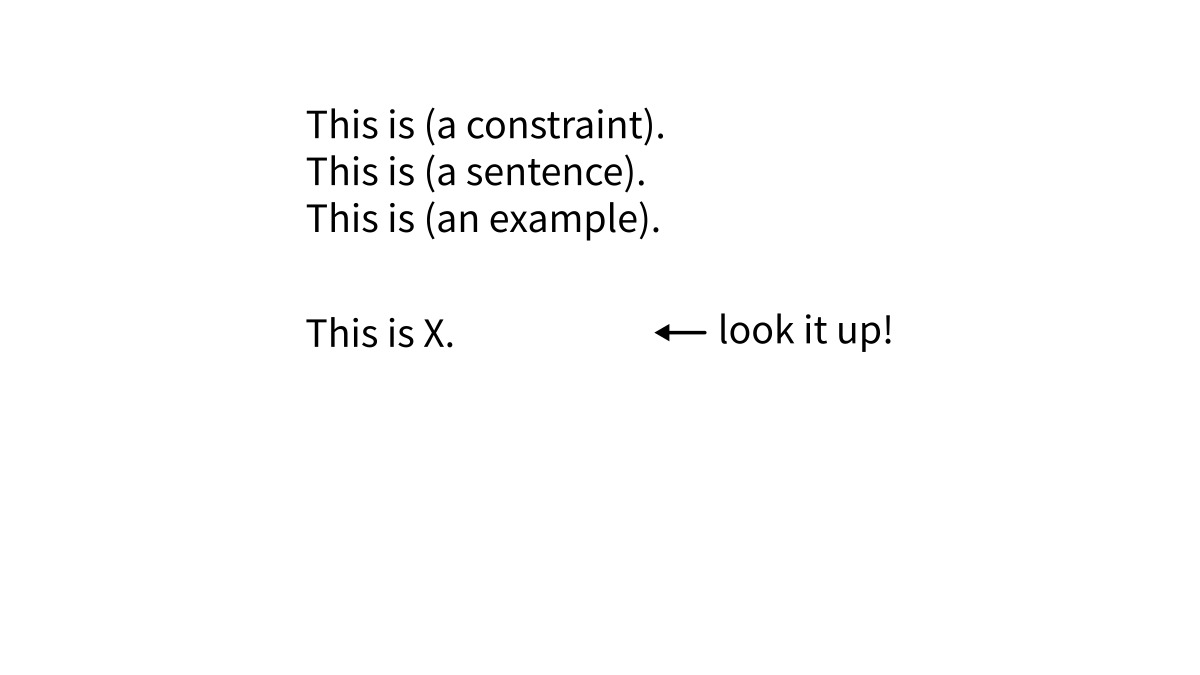 This is (a constraint).
This is (a sentence).
This is (an example).
This is X.
look it up!